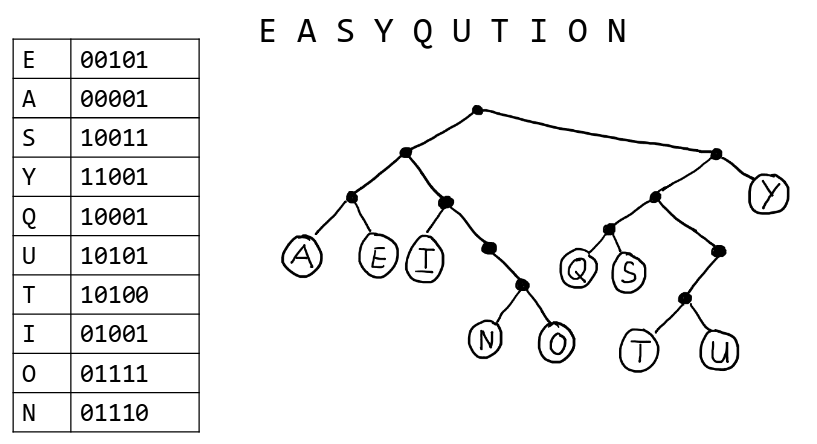 E A S Y Q U T I O N
E 00101
A 00001
S 10011
Y 11001
Q 10001
U 10101
T 10100
I 01001
O 01111
N 01110
Y
A E I Q S
N O T U